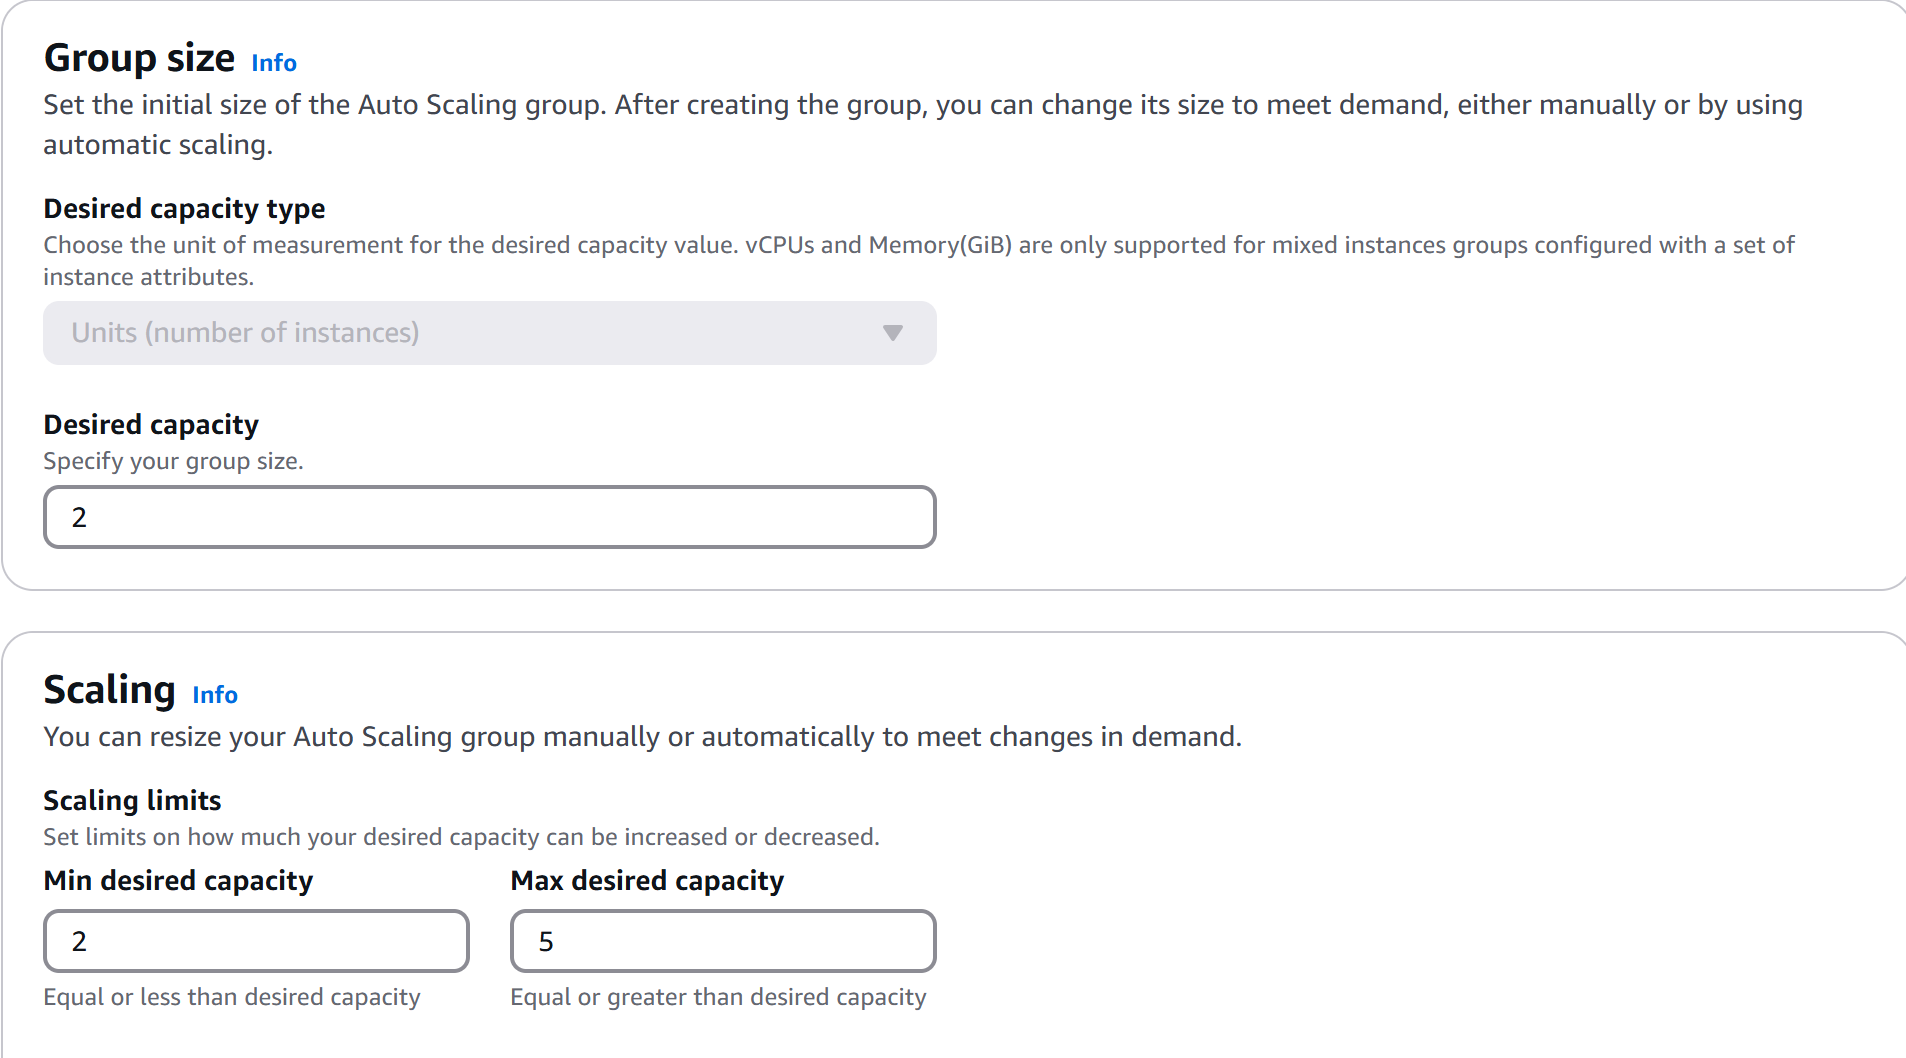 Group size Info
Set the initial size of the Auto Scaling group. After creating the group, you can change its size to meet demand, either manually or by using
automatic scaling.
Desired capacity type
Choose the unit of measurement for the desired capacity value. vCPUs and Memory(GiB) are only supported for mixed instances groups configured with a set of
instance attributes.
Units (number of instances)
Desired capacity
Specify your group size.
2
Scaling Info
You can resize your Auto Scaling group manually or automatically to meet changes in demand.
Scaling limits
Set limits on how much your desired capacity can be increased or decreased.
Min desired capacity
2
Equal or less than desired capacity
Max desired capacity
5
Equal or greater than desired capacity